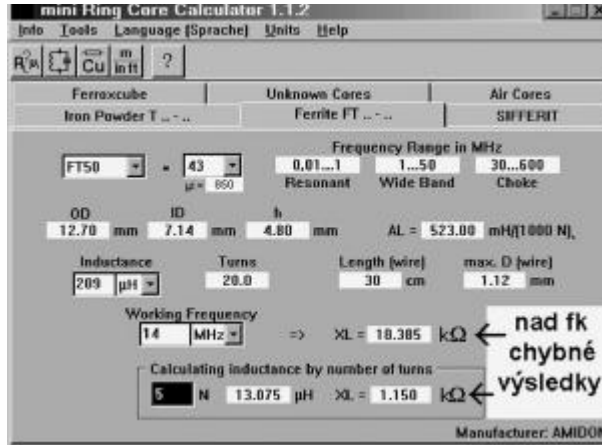 mini Ring Core Calculator 1.1.2
Info Tools Language (Sprache) Units Help
Cu m in ft ?
Ferroxcube Unknown Cores Air Cores
Iron Powder T .. - .. Ferrite FT .. - .. SIFFERIT
Frequency Range in MHz
FT50 - 43 0,01...1 1...50 30...600
µi = 850 Resonant Wide Band Choke
OD ID h
12.70 mm 7.14 mm 4.80 mm AL = 523.00 mH/(1000 N)
Inductance Turns Length (wire) max. D (wire)
209 µH 20.0 30 cm 1.12 mm
Working Frequency
14 MHz => XL = 18.385 kΩ
nad fk
chybné
výsledky
Calculating inductance by number of turns
5 N 13.075 µH XL = 1.150 kΩ
Manufacturer: AMIDON